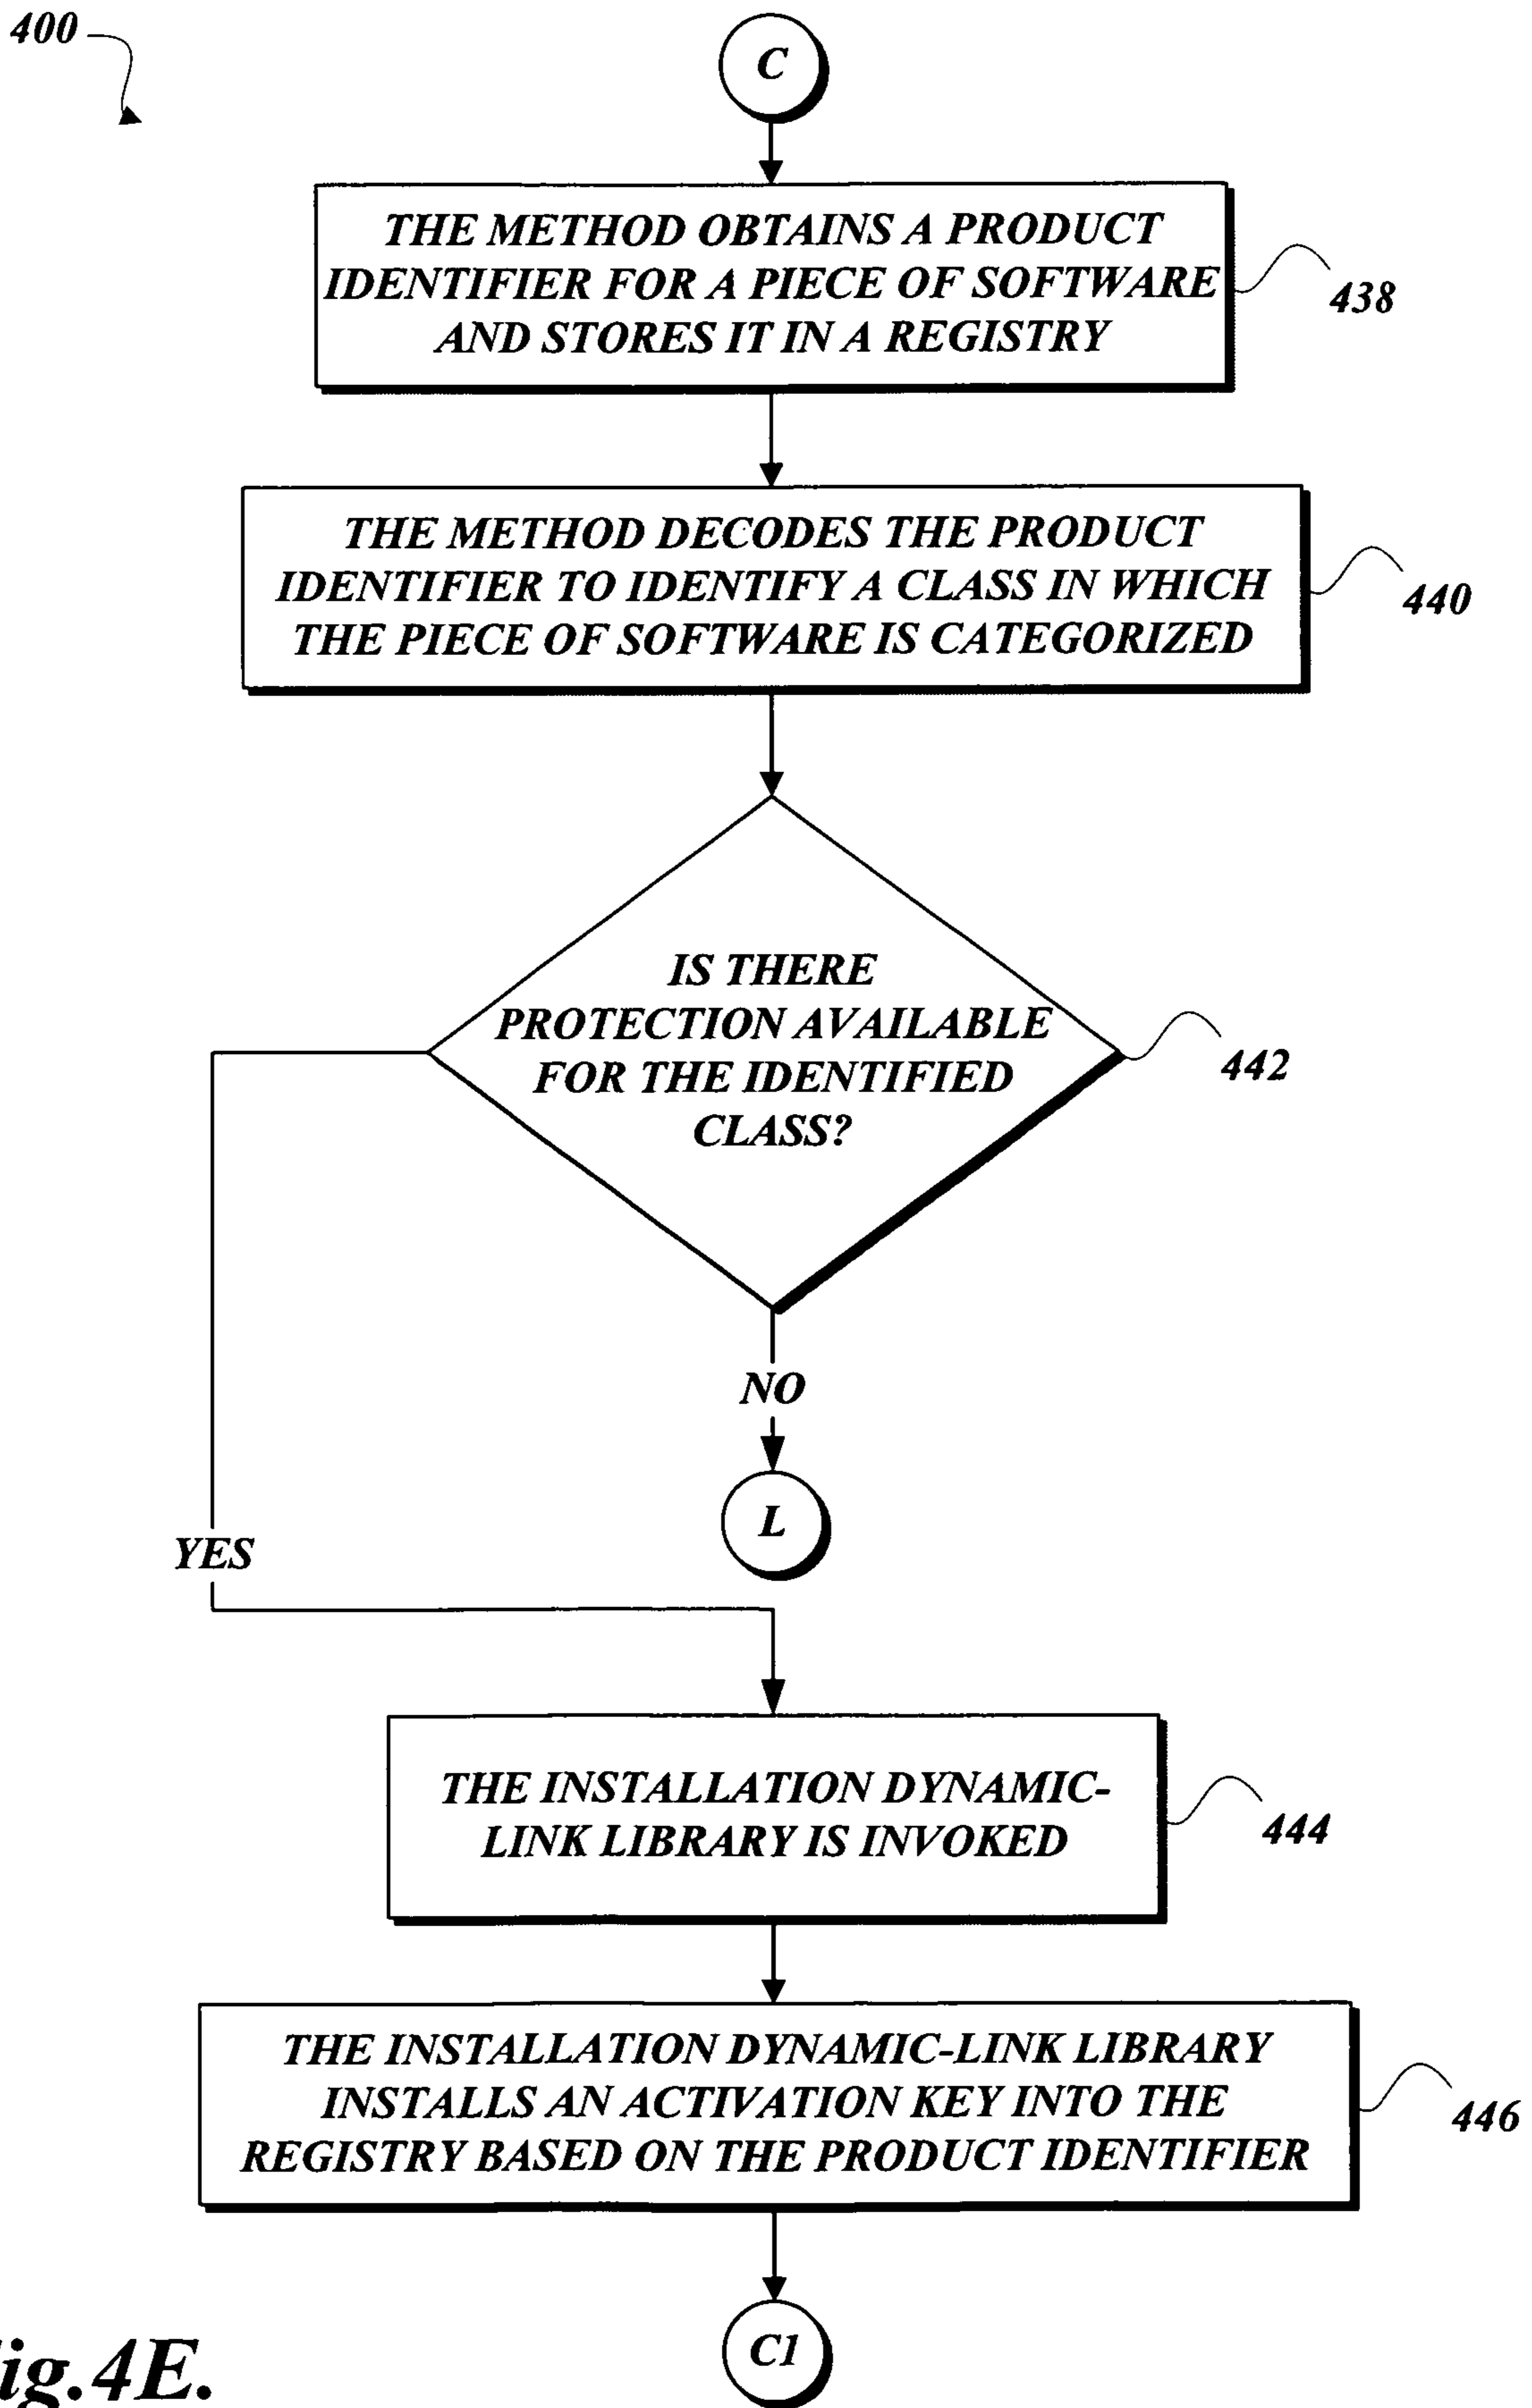 400
C
THE METHOD OBTAINS A PRODUCT
IDENTIFIER FOR A PIECE OF SOFTWARE
AND STORES IT IN A REGISTRY
438
THE METHOD DECODES THE PRODUCT
IDENTIFIER TO IDENTIFY A CLASS IN WHICH
THE PIECE OF SOFTWARE IS CATEGORIZED
440
IS THERE
PROTECTION AVAILABLE
FOR THE IDENTIFIED
CLASS?
442
NO
L
YES
THE INSTALLATION DYNAMIC-
LINK LIBRARY IS INVOKED
444
THE INSTALLATION DYNAMIC-LINK LIBRARY
INSTALLS AN ACTIVATION KEY INTO THE
REGISTRY BASED ON THE PRODUCT IDENTIFIER
446
C1
ig.4E.